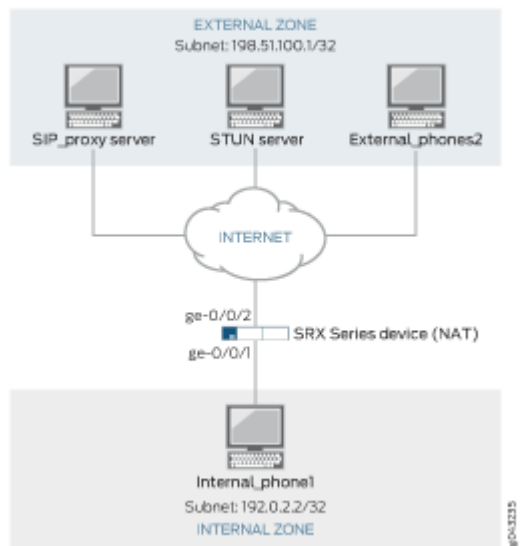 EXTERNAL ZONE
Subnet: 198.51.100.1/32
SIP_proxy server
STUN server
External_phones2
INTERNET
ge-0/0/2
SRX Series device (NAT)
ge-0/0/1
Internal_phone1
Subnet: 192.0.2.2/32
INTERNAL ZONE
g043235